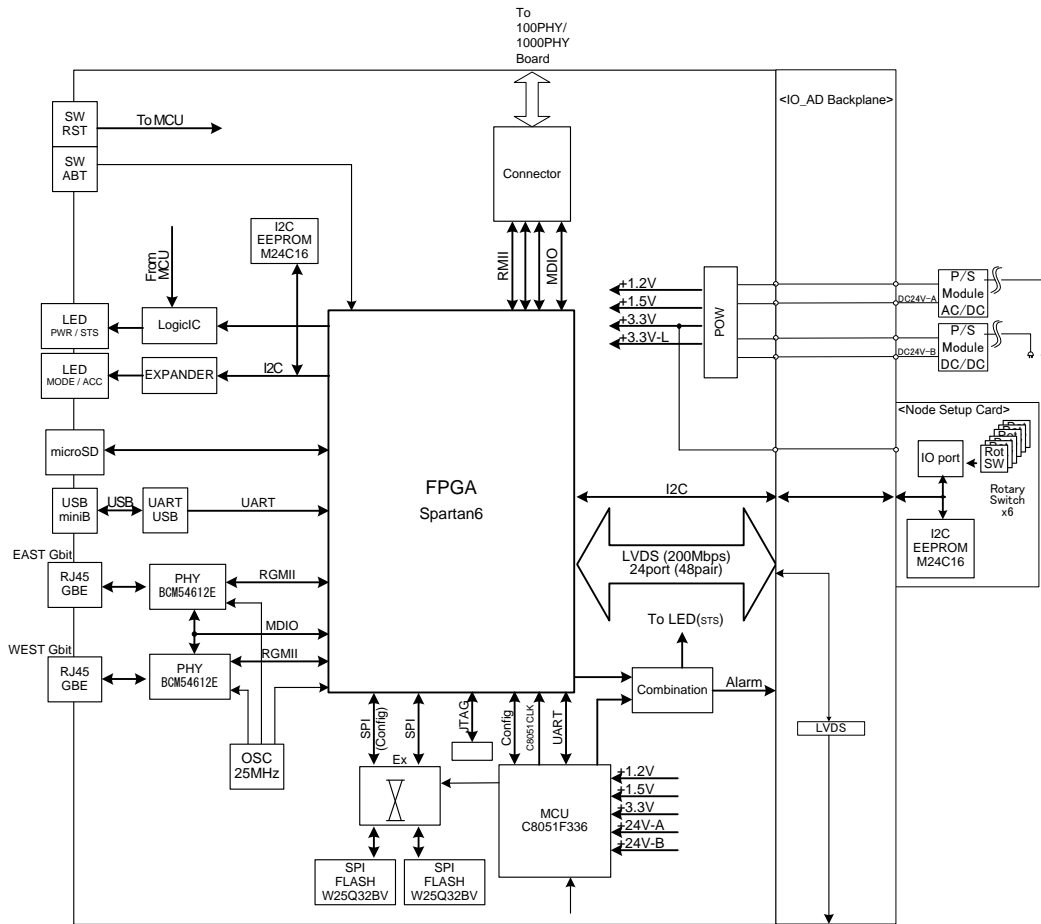 To
100PHY/
1000PHY
Board
<IO_AD Backplane>
SW
RST
To MCU
SW
ABT
Connector
I2C
EEPROM
M24C16
From
MCU
RMII
MDIO
+1.2V
+1.5V
+3.3V
+3.3V-L
POW
DC24V-A
P/S
Module
AC/DC
DC24V-B
P/S
Module
DC/DC
LED
PWR / STS
LogicIC
LED
MODE / ACC
EXPANDER
I2C
<Node Setup Card>
IO port
Rot
SW
Rotary
Switch
x6
I2C
EEPROM
M24C16
microSD
FPGA
Spartan6
I2C
USB
miniB
USB
UART
USB
UART
LVDS (200Mbps)
24port (48pair)
EAST Gbit
RJ45
GBE
PHY
BCM54612E
RGMII
MDIO
To LED(STS)
WEST Gbit
RJ45
GBE
PHY
BCM54612E
RGMII
Combination
Alarm
OSC
25MHz
SPI
(Config)
SPI
JTAG
Config
C8051CLK
UART
LVDS
Ex
MCU
C8051F336
+1.2V
+1.5V
+3.3V
+24V-A
+24V-B
SPI
FLASH
W25Q32BV
SPI
FLASH
W25Q32BV